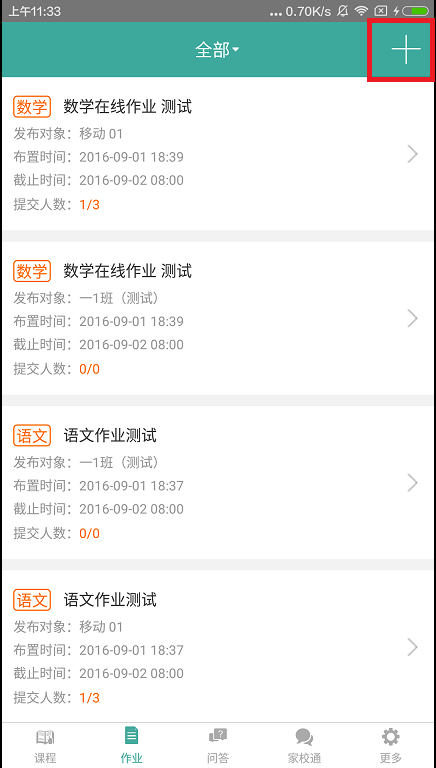 上午11:33 ... 0.70K/s
全部
数学 数学在线作业 测试
发布对象：移动 01
布置时间：2016-09-01 18:39
截止时间：2016-09-02 08:00
提交人数：1/3
数学 数学在线作业 测试
发布对象：一1班（测试）
布置时间：2016-09-01 18:39
截止时间：2016-09-02 08:00
提交人数：0/0
语文 语文作业测试
发布对象：一1班（测试）
布置时间：2016-09-01 18:37
截止时间：2016-09-02 08:00
提交人数：0/0
语文 语文作业测试
发布对象：移动 01
布置时间：2016-09-01 18:37
截止时间：2016-09-02 08:00
提交人数：1/3
课程 作业 问答 家校通 更多